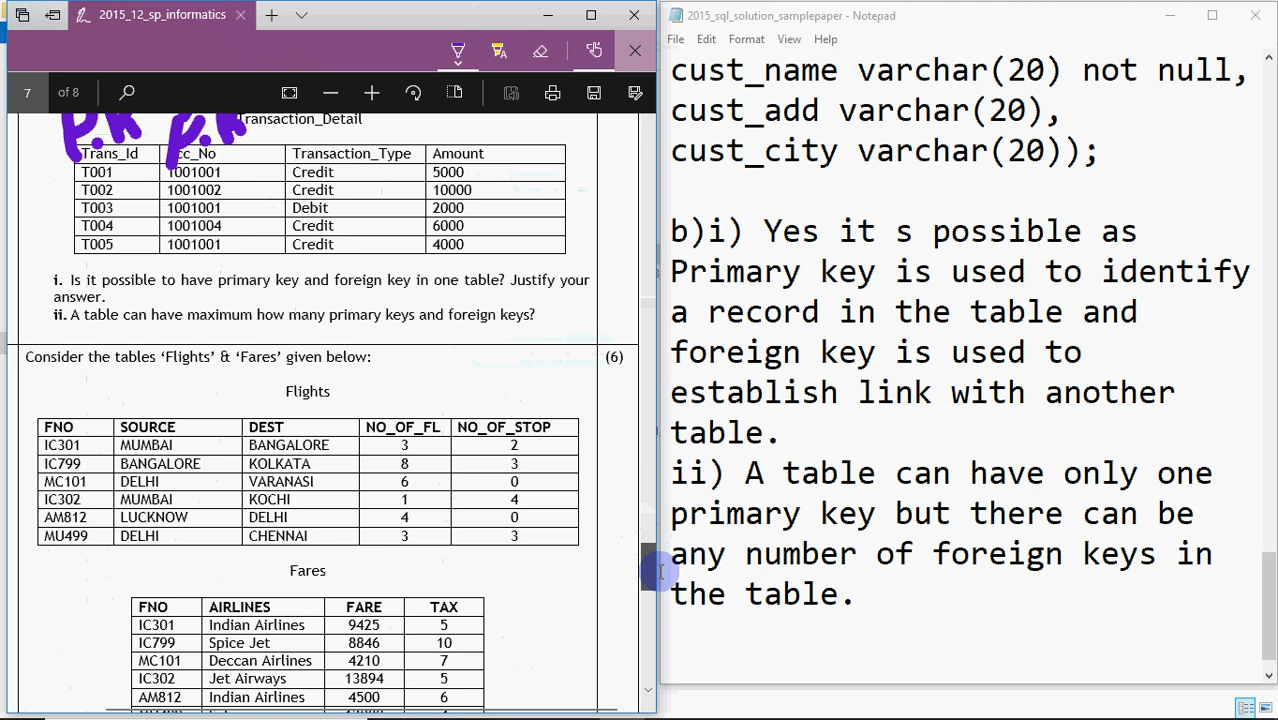 2015_12_sp_informatics
7 of 8
p.k p.k
Transaction_Detail
Trans_Id cc_No Transaction_Type Amount
T001 1001001 Credit 5000
T002 1001002 Credit 10000
T003 1001001 Debit 2000
T004 1001004 Credit 6000
T005 1001001 Credit 4000
i. Is it possible to have primary key and foreign key in one table? Justify your
answer.
ii. A table can have maximum how many primary keys and foreign keys?
Consider the tables ‘Flights’ & ‘Fares’ given below: (6)
Flights
FNO SOURCE DEST NO_OF_FL NO_OF_STOP
IC301 MUMBAI BANGALORE 3 2
IC799 BANGALORE KOLKATA 8 3
MC101 DELHI VARANASI 6 0
IC302 MUMBAI KOCHI 1 4
AM812 LUCKNOW DELHI 4 0
MU499 DELHI CHENNAI 3 3
Fares
FNO AIRLINES FARE TAX
IC301 Indian Airlines 9425 5
IC799 Spice Jet 8846 10
MC101 Deccan Airlines 4210 7
IC302 Jet Airways 13894 5
AM812 Indian Airlines 4500 6
2015_sql_solution_samplepaper - Notepad
File Edit Format View Help
cust_name varchar(20) not null,
cust_add varchar(20),
cust_city varchar(20));
b)i) Yes it s possible as
Primary key is used to identify
a record in the table and
foreign key is used to
establish link with another
table.
ii) A table can have only one
primary key but there can be
any number of foreign keys in
the table.